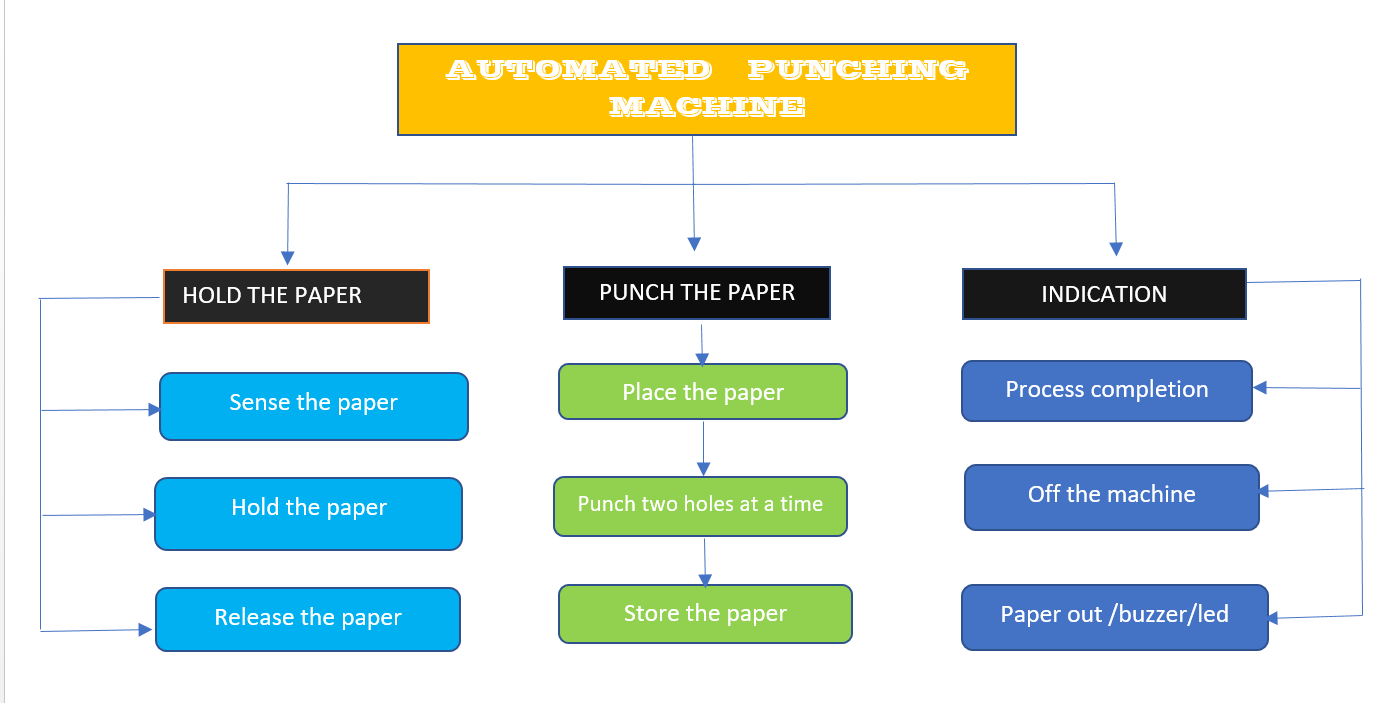 AUTOMATED PUNCHING
MACHINE
HOLD THE PAPER
PUNCH THE PAPER
INDICATION
Sense the paper
Place the paper
Process completion
Hold the paper
Punch two holes at a time
Off the machine
Release the paper
Store the paper
Paper out /buzzer/led